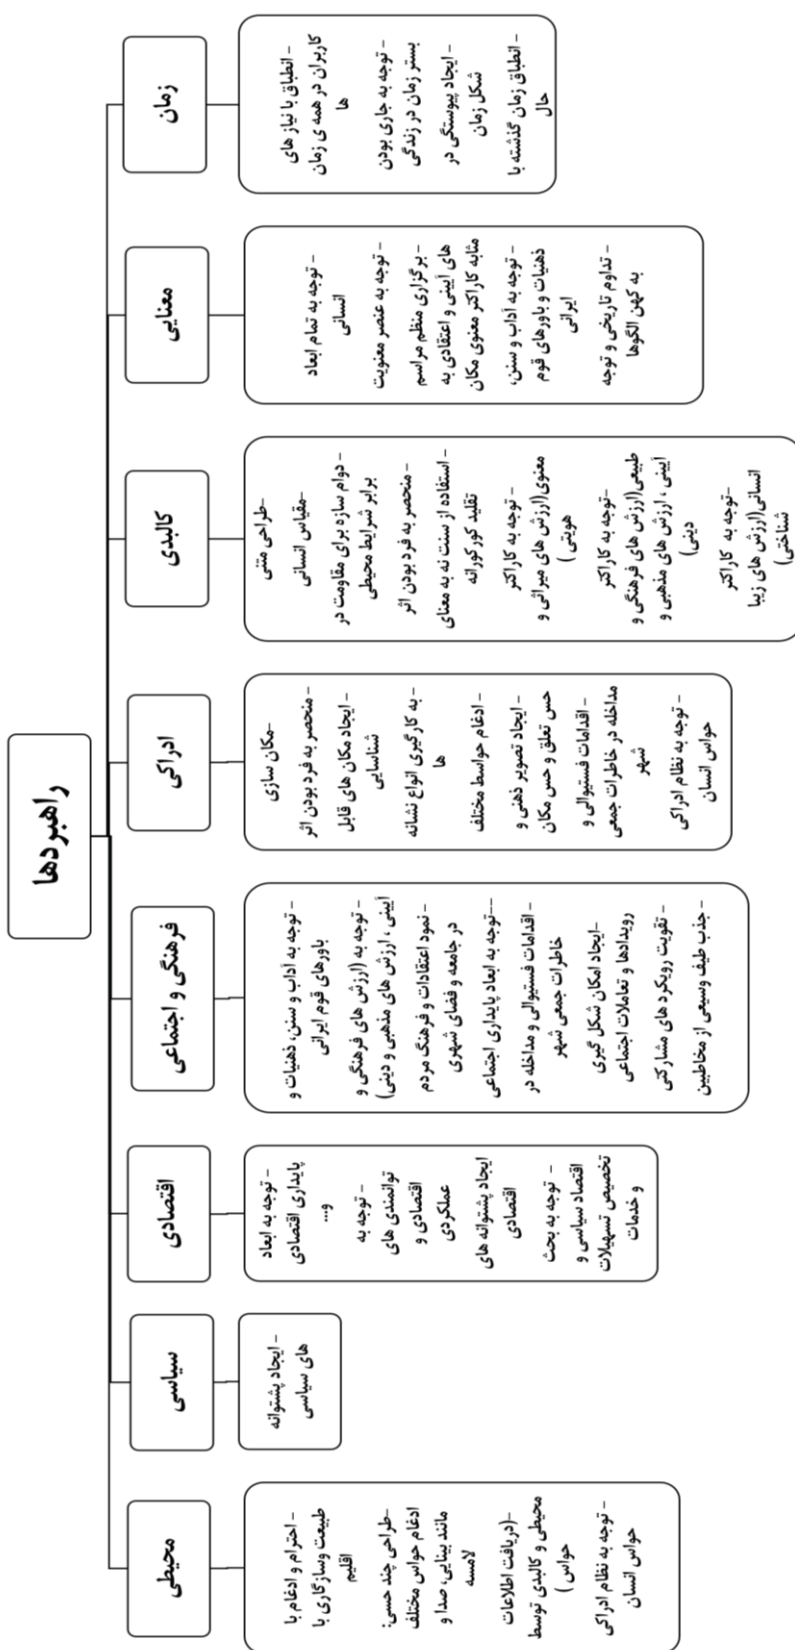 راهبردها
زمان
- انطباق با نیاز های
کاربران در همه ی زمان
ها
- توجه به جاری بودن
بستر زمان در زندگی
- ایجاد پیوستگی در
شکل زمان
- انطباق زمان گذشته با
حال
معنایی
- توجه به تمام ابعاد
انسانی
- توجه به عنصر معنویت
-برگزاری منظم مراسم
های آیینی و اعتقادی به
مثابه کاراکتر معنوی مکان
- توجه به آداب و سنن،
ذهنیات و باورهای قوم
ایرانی
- تداوم تاریخی و توجه
به کهن الگوها
کالبدی
-طراحی متنی
-مقیاس انسانی
- دوام سازه برای مقاومت در
برابر شرایط محیطی
-منحصر به فرد بودن اثر
- استفاده از سنت نه به معنای
تقلید کورکورانه
- توجه به کاراکتر
معنوی(ارزش های میراثی و
هویتی )
-توجه به کاراکتر
طبیعی(ارزش های فرهنگی و
آیینی ، ارزش های مذهبی و
دینی)
-توجه به کاراکتر
انسانی(ارزش های زیبا
شناختی)
ادراکی
-مکان سازی
-منحصر به فرد بودن اثر
- ایجاد مکان های قابل
شناسایی
- به کارگیری انواع نشانه
ها
- ادغام حواسط مختلف
- ایجاد تصویر ذهنی و
حس تعلق و حس مکان
- اقدامات فستیوالی و
مداخله در خاطرات جمعی
شهر
- توجه به نظام ادراکی
حواس انسان
فرهنگی و اجتماعی
- توجه به آداب و سنن، ذهنیات و
باورهای قوم ایرانی
- توجه به (ارزش های فرهنگی و
آیینی ، ارزش های مذهبی و دینی)
-نمود اعتقادات و فرهنگ مردم
در جامعه و فضای شهری
--توجه به ابعاد پایداری اجتماعی
- اقدامات فستیوالی و مداخله در
خاطرات جمعی شهر
-ایجاد امکان شکل گیری
رویدادها و تعاملات اجتماعی
- تقویت رویکرد های مشارکتی
- جذب طیف وسیعی از مخاطبین
اقتصادی
- توجه به ابعاد
پایداری اقتصادی
و...
- توجه به
توانمندی های
اقتصادی و
عملکردی
ایجاد پشتوانه های
اقتصادی
- توجه به بحث
اقتصاد سیاسی و
تخصیص تسهیلات
و خدمات
سیاسی
- ایجاد پشتوانه
های سیاسی
محیطی
- احترام و ادغام با
طبیعت وسازگاری با
اقلیم
-طراحی چند حسی:
ادغام حواس مختلف
مانند بینایی، صدا و
لامسه
-(دریافت اطلاعات
محیطی و کالبدی توسط
حواس )
- توجه به نظام ادراکی
حواس انسان